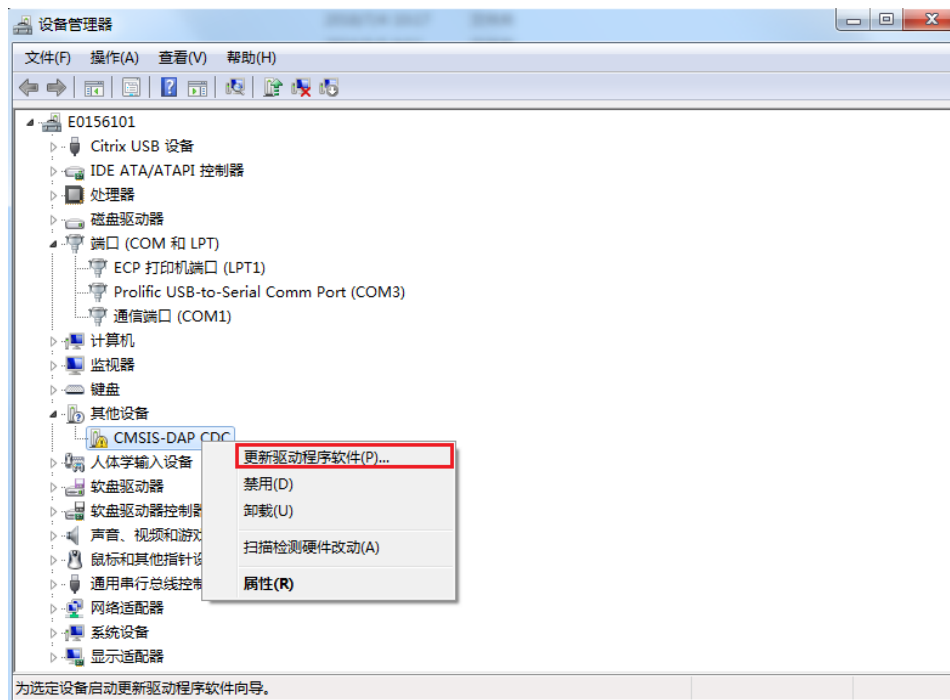 设备管理器
文件(F) 操作(A) 查看(V) 帮助(H)
E0156101
Citrix USB 设备
IDE ATA/ATAPI 控制器
处理器
磁盘驱动器
端口 (COM 和 LPT)
ECP 打印机端口 (LPT1)
Prolific USB-to-Serial Comm Port (COM3)
通信端口 (COM1)
计算机
监视器
键盘
其他设备
CMSIS-DAP CDC
更新驱动程序软件(P)...
人体学输入设备
禁用(D)
软盘驱动器
卸载(U)
软盘驱动器控制
声音、视频和游戏
扫描检测硬件改动(A)
鼠标和其他指针设
通用串行总线控制
属性(R)
网络适配器
系统设备
显示适配器
为选定设备启动更新驱动程序软件向导。